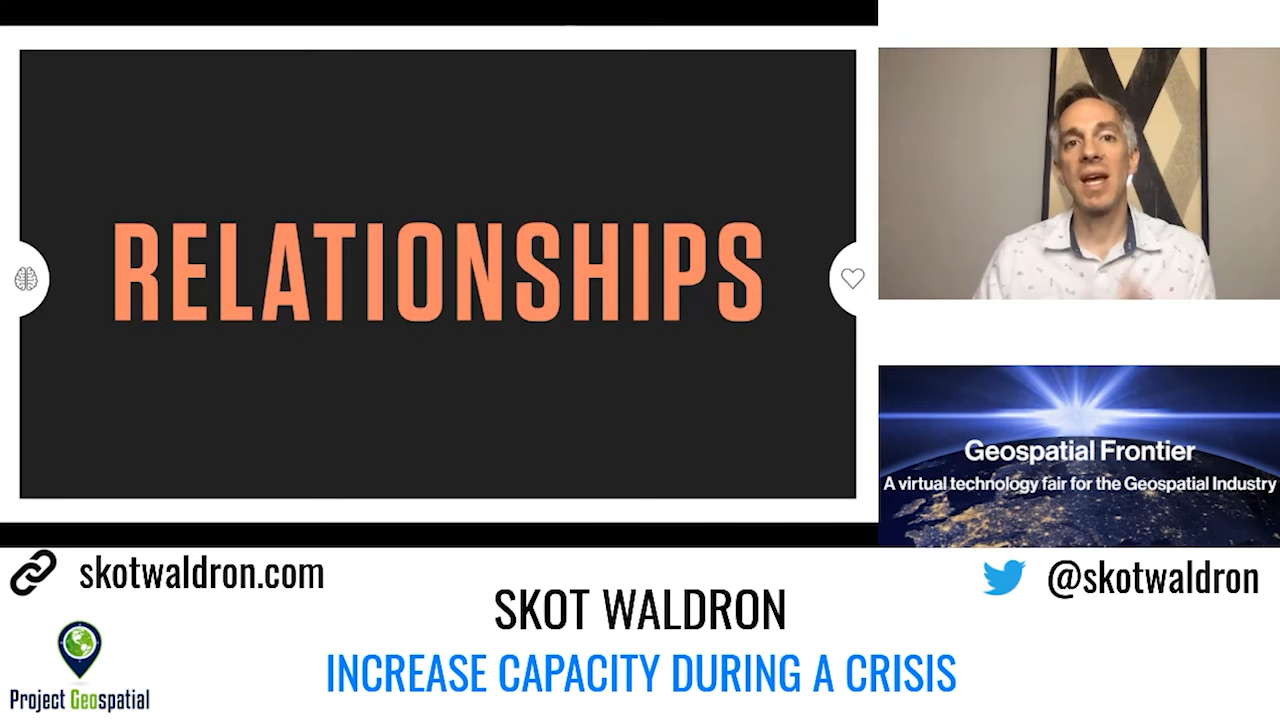 RELATIONSHIPS
Geospatial Frontier
A virtual technology fair for the Geospatial Industry
skotwaldron.com
@skotwaldron
SKOT WALDRON
INCREASE CAPACITY DURING A CRISIS
Project Geospatial